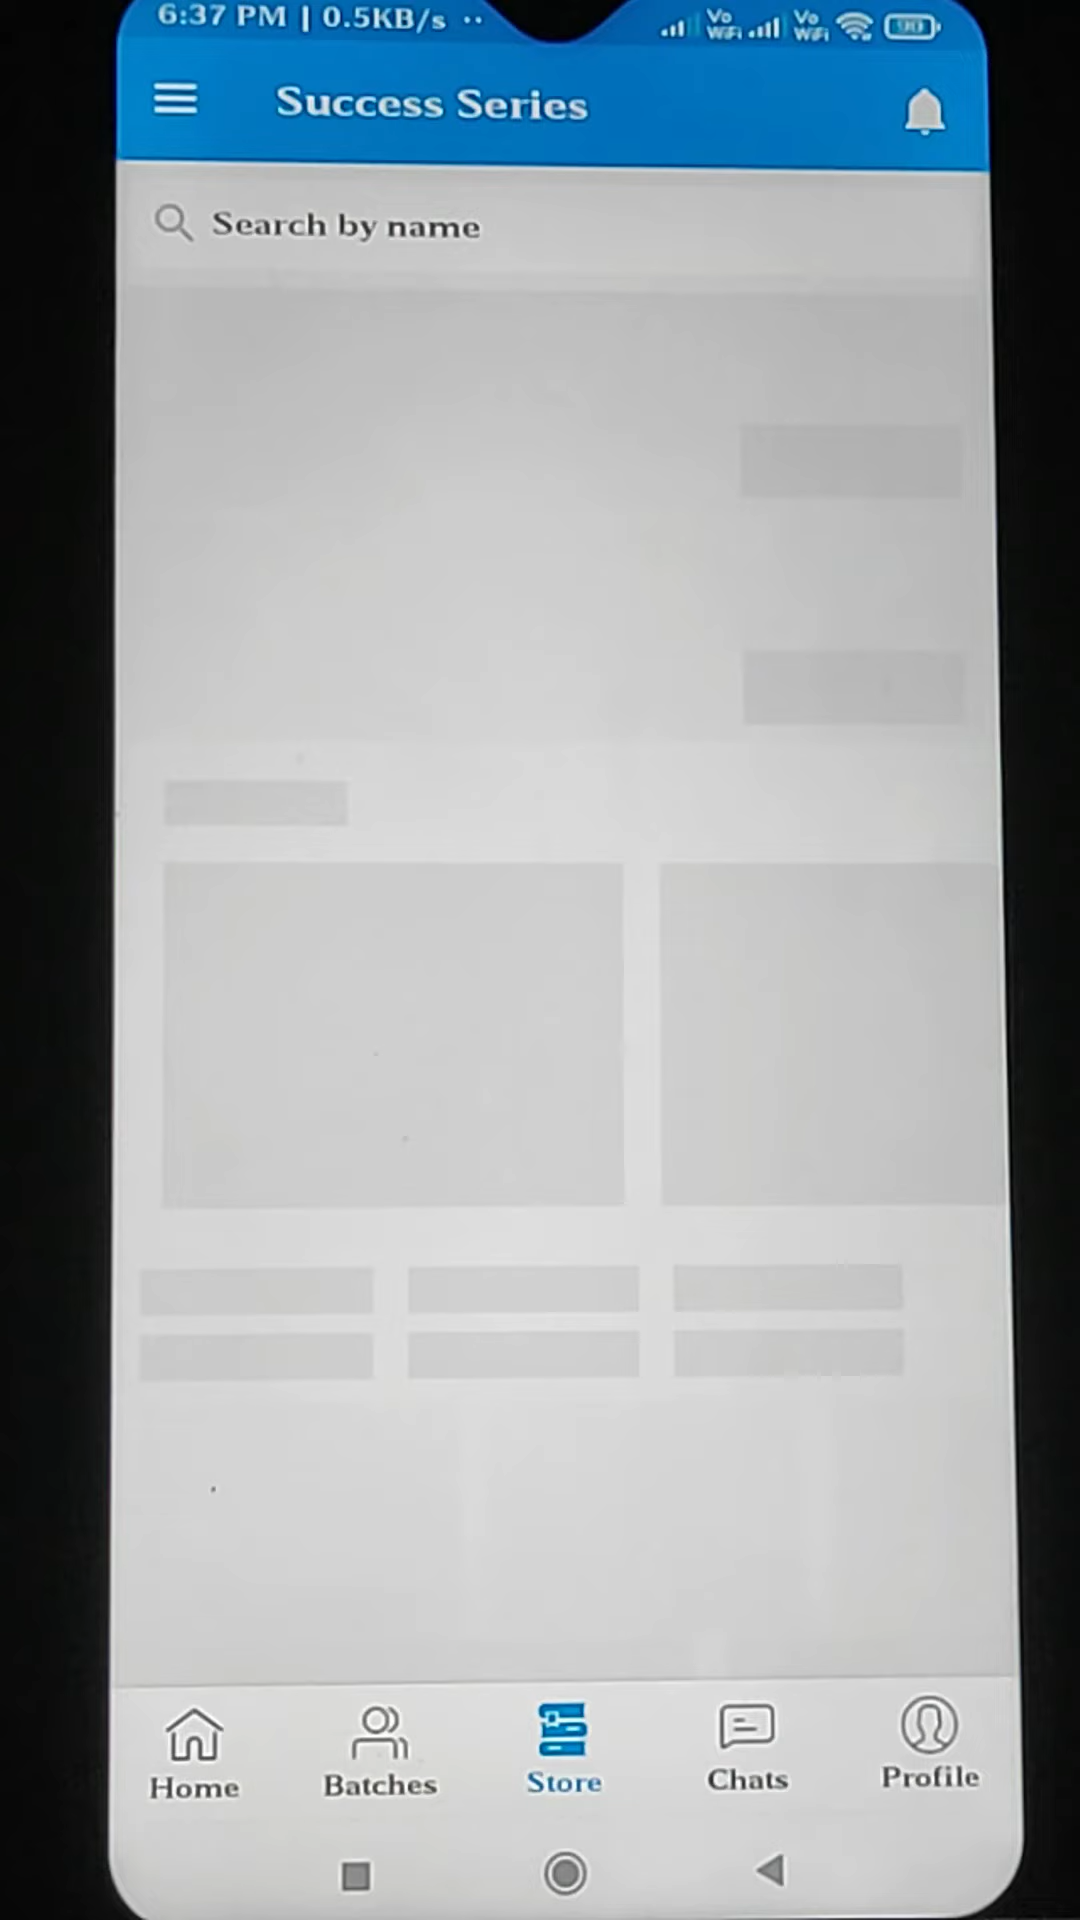 6:37 PM | 0.5KB/s ··
Vo WiFi
Vo WiFi
90
Success Series
Search by name
Home
Batches
Store
Chats
Profile